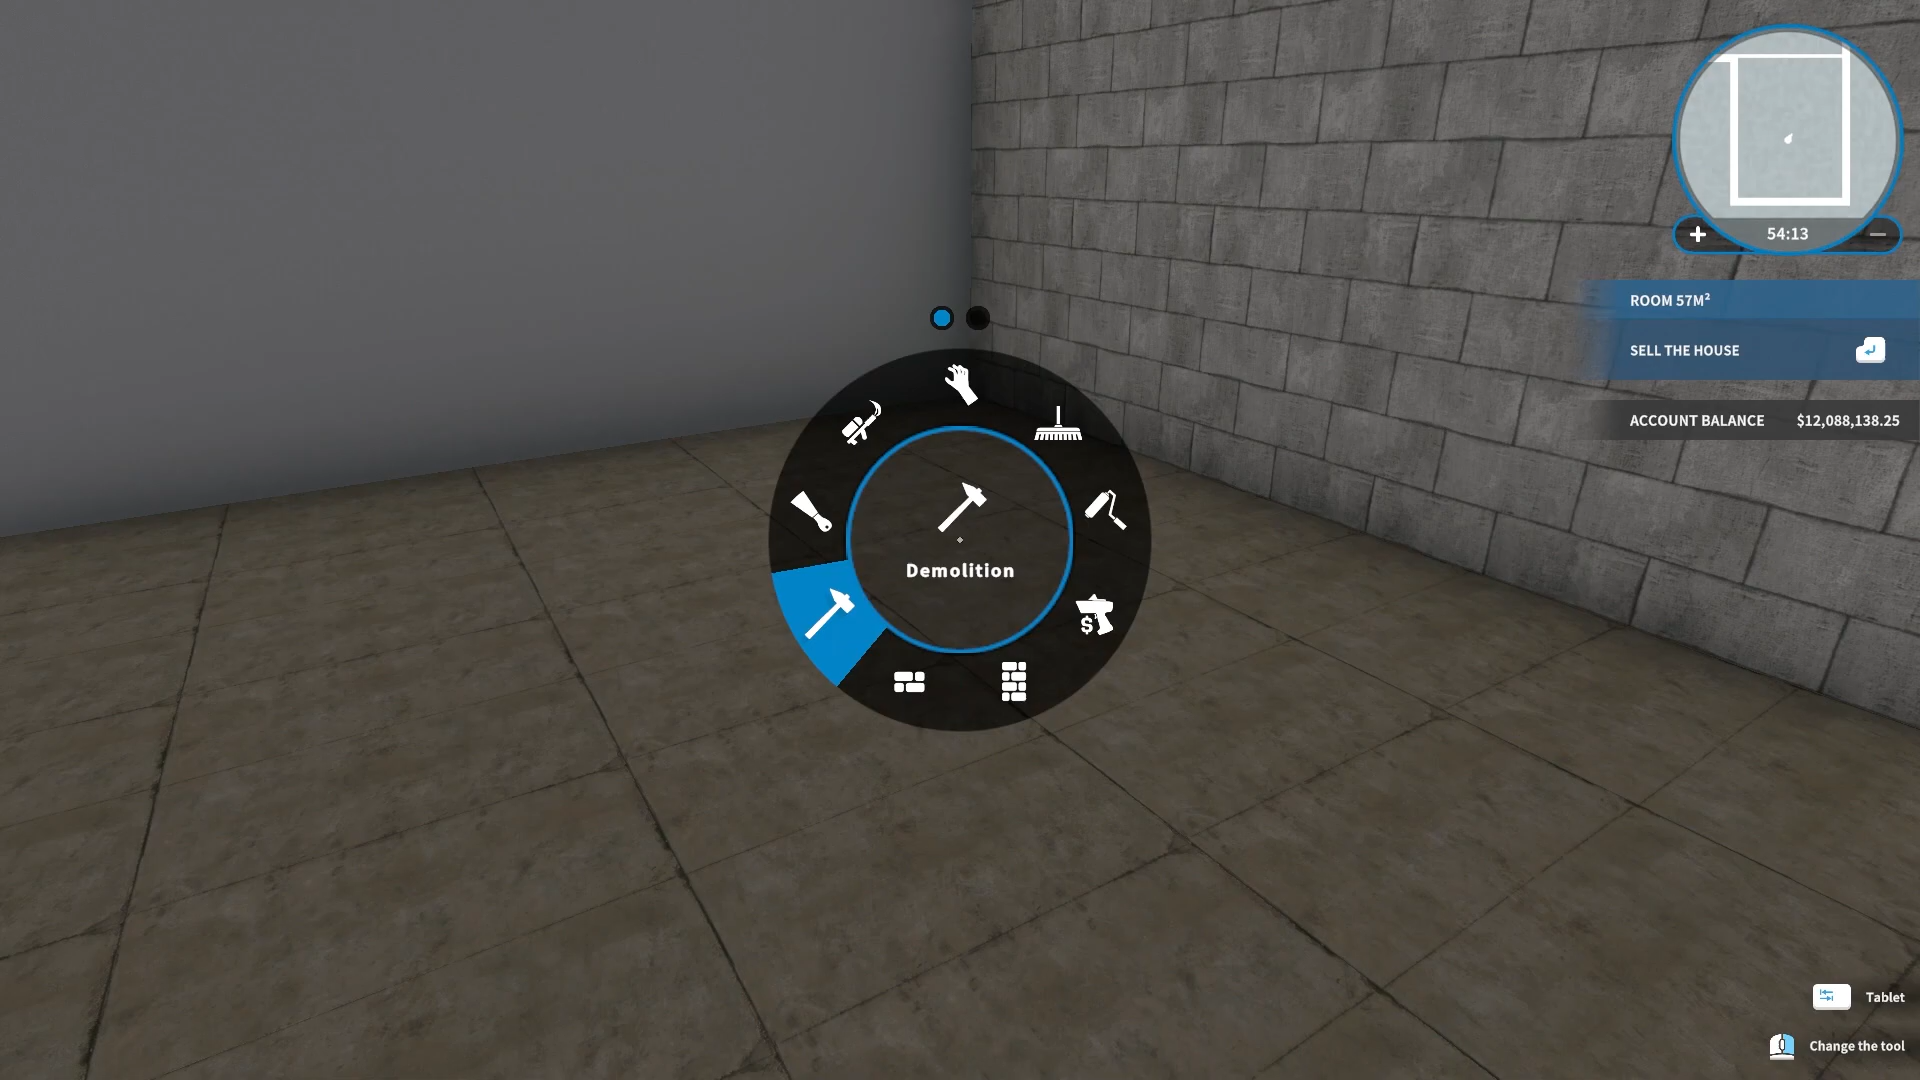 54:13
ROOM 57M²
SELL THE HOUSE
ACCOUNT BALANCE $12,088,138.25
$
Demolition
Tablet
Change the tool